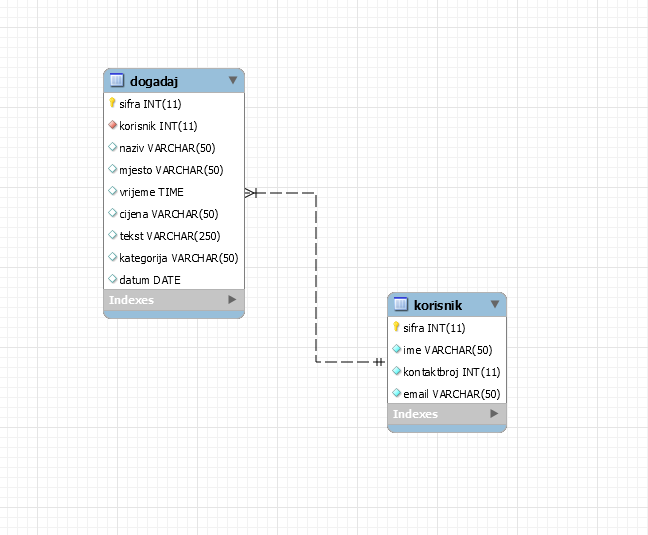 dogadaj
sifra INT(11)
korisnik INT(11)
naziv VARCHAR(50)
mjesto VARCHAR(50)
vrijeme TIME
cijena VARCHAR(50)
tekst VARCHAR(250)
kategorija VARCHAR(50)
datum DATE
Indexes
korisnik
sifra INT(11)
ime VARCHAR(50)
kontaktbroj INT(11)
email VARCHAR(50)
Indexes